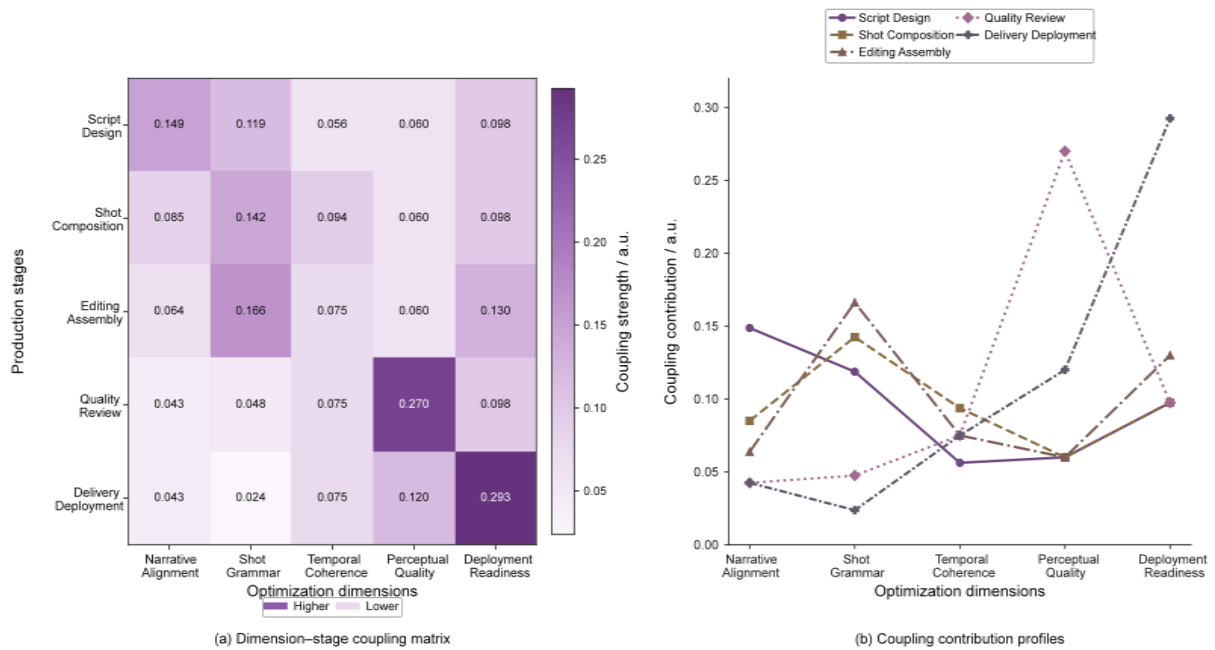 Script
Design
Shot
Composition
Editing
Assembly
Quality
Review
Delivery
Deployment
Production stages
0.149 0.119 0.056 0.060 0.098
0.085 0.142 0.094 0.060 0.098
0.064 0.166 0.075 0.060 0.130
0.043 0.048 0.075 0.270 0.098
0.043 0.024 0.075 0.120 0.293
Narrative Alignment
Shot Grammar
Temporal Coherence
Perceptual Quality
Deployment Readiness
Optimization dimensions
Higher Lower
0.25
0.20
0.15
0.10
0.05
Coupling strength / a.u.
(a) Dimension–stage coupling matrix
Script Design
Shot Composition
Editing Assembly
Quality Review
Delivery Deployment
0.30
0.25
0.20
0.15
0.10
0.05
0.00
Coupling contribution / a.u.
Narrative Alignment
Shot Grammar
Temporal Coherence
Perceptual Quality
Deployment Readiness
Optimization dimensions
(b) Coupling contribution profiles